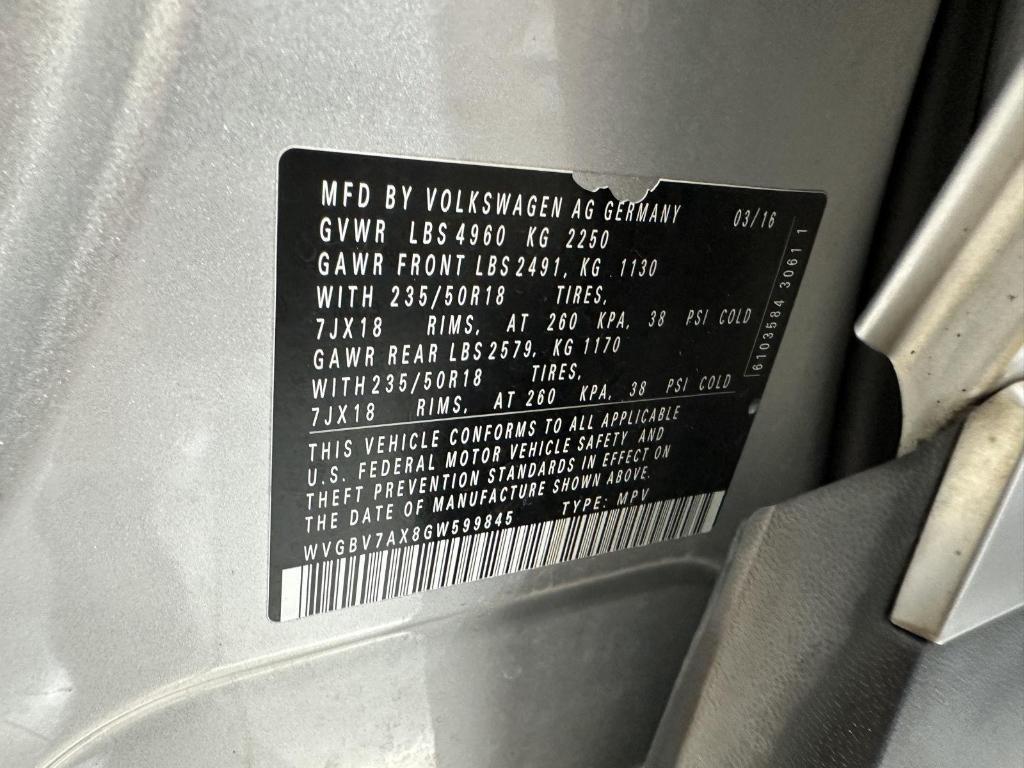 MFD BY VOLKSWAGEN AG GERMANY 03/16
GVWR LBS 4960 KG 2250
GAWR FRONT LBS 2491, KG 1130
WITH 235/50R18 TIRES,
7JX18 RIMS, AT 260 KPA, 38 PSI COLD
GAWR REAR LBS 2579, KG 1170
WITH 235/50R18 TIRES,
7JX18 RIMS, AT 260 KPA, 38 PSI COLD
THIS VEHICLE CONFORMS TO ALL APPLICABLE
U.S. FEDERAL MOTOR VEHICLE SAFETY AND
THEFT PREVENTION STANDARDS IN EFFECT ON
THE DATE OF MANUFACTURE SHOWN ABOVE.
WVGBV7AX8GW599845 TYPE: MPV
6103584 3061 1